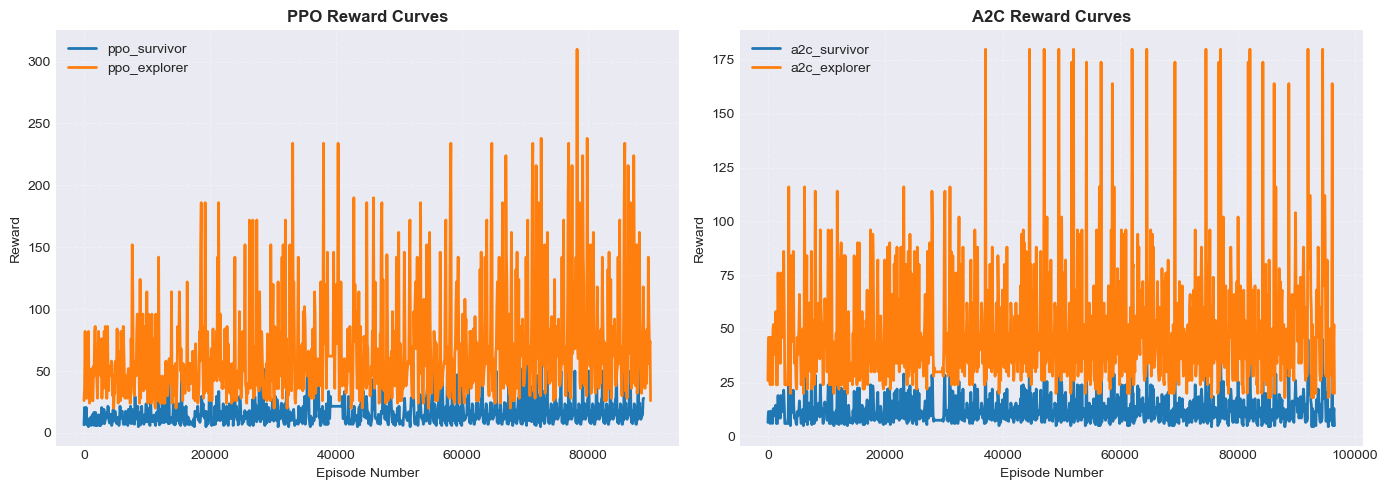 PPO Reward Curves
ppo_survivor
ppo_explorer
300
250
200
150
100
50
0
Reward
0 20000 40000 60000 80000
Episode Number
A2C Reward Curves
a2c_survivor
a2c_explorer
175
150
125
100
75
50
25
0
Reward
0 20000 40000 60000 80000 100000
Episode Number